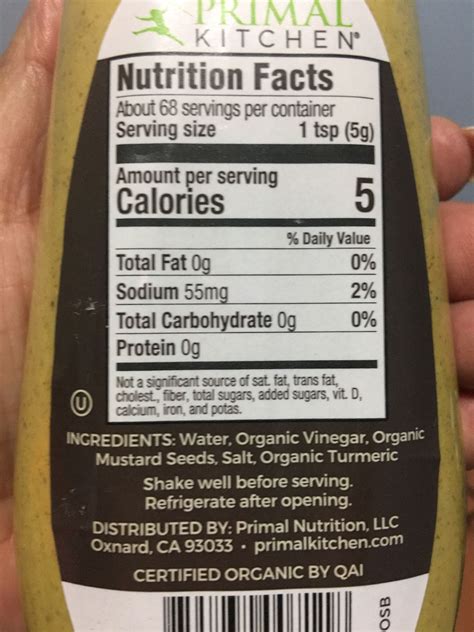 PRIMAL
KITCHEN®
Nutrition Facts
About 68 servings per container
Serving size 1 tsp (5g)
Amount per serving
Calories 5
% Daily Value
Total Fat 0g 0%
Sodium 55mg 2%
Total Carbohydrate 0g 0%
Protein 0g
Not a significant source of sat. fat, trans fat,
cholest., fiber, total sugars, added sugars, vit. D,
calcium, iron, and potas.
U
INGREDIENTS: Water, Organic Vinegar, Organic
Mustard Seeds, Salt, Organic Turmeric
Shake well before serving.
Refrigerate after opening.
DISTRIBUTED BY: Primal Nutrition, LLC
Oxnard, CA 93033 • primalkitchen.com
CERTIFIED ORGANIC BY QAI
OSB